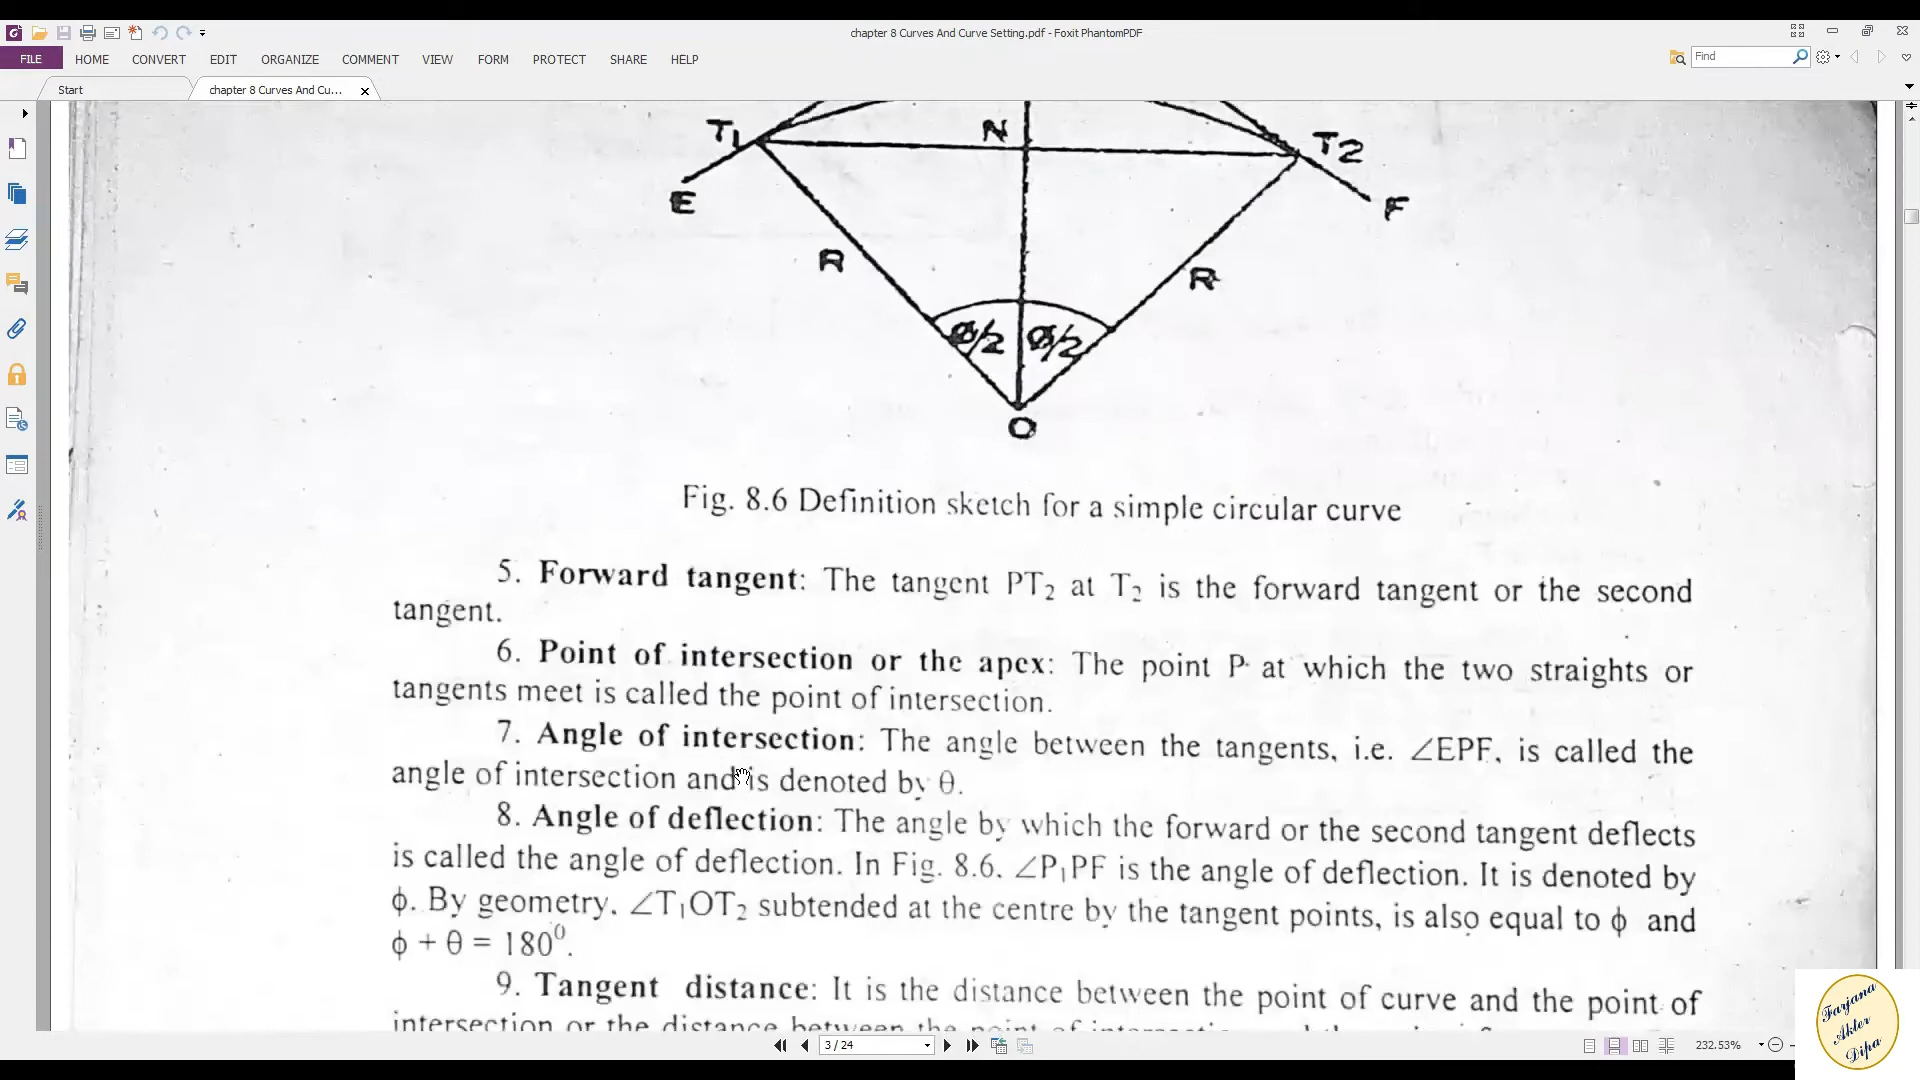 chapter 8 Curves And Curve Setting.pdf - Foxit PhantomPDF
FILE HOME CONVERT EDIT ORGANIZE COMMENT VIEW FORM PROTECT SHARE HELP
Find
Start
chapter 8 Curves And Cu...
T1 N T2
E F
R R
ø/2 ø/2
O
Fig. 8.6 Definition sketch for a simple circular curve
5. Forward tangent: The tangent PT₂ at T₂ is the forward tangent or the second
tangent.
6. Point of intersection or the apex: The point P at which the two straights or
tangents meet is called the point of intersection.
7. Angle of intersection: The angle between the tangents, i.e. ∠EPF, is called the
angle of intersection and is denoted by θ.
8. Angle of deflection: The angle by which the forward or the second tangent deflects
is called the angle of deflection. In Fig. 8.6. ∠P₁PF is the angle of deflection. It is denoted by
ϕ. By geometry, ∠T₁OT₂ subtended at the centre by the tangent points, is also equal to ϕ and
ϕ + θ = 180⁰.
9. Tangent distance: It is the distance between the point of curve and the point of
intersection or the distance between the point of
3 / 24
232.53%
Farjana
Akter
Dipa